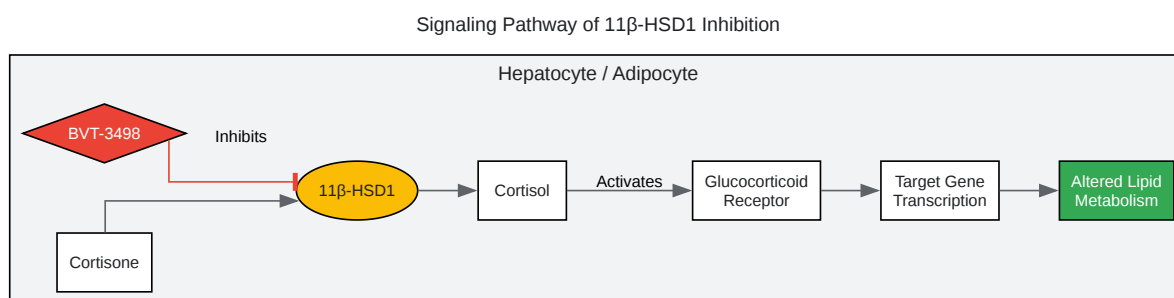 Signaling Pathway of 11β-HSD1 Inhibition
Hepatocyte / Adipocyte
BVT-3498
Inhibits
11β-HSD1
Cortisone
Cortisol
Activates
Glucocorticoid
Receptor
Target Gene
Transcription
Altered Lipid
Metabolism